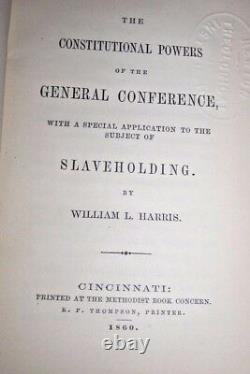 THE
CONSTITUTIONAL POWERS
OF THE
GENERAL CONFERENCE,
WITH A SPECIAL APPLICATION TO THE
SUBJECT OF
SLAVEHOLDING.
BY
WILLIAM L. HARRIS.
CINCINNATI:
PRINTED AT THE METHODIST BOOK CONCERN.
R. P. THOMPSON, PRINTER.
1860.